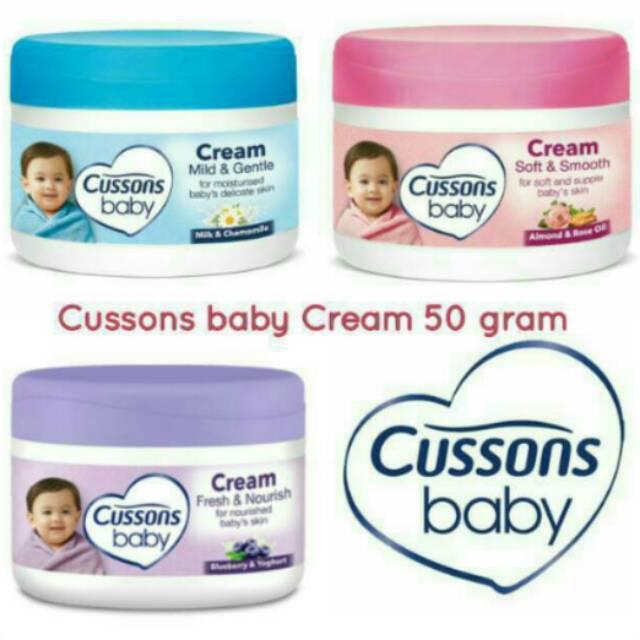 Cream
Mild & Gentle
for moisturised
baby's delicate skin
Cussons
baby
Milk & Chamomile
Cream
Soft & Smooth
for soft and supple
baby's skin
Cussons
baby
Almond & Rose Oil
Cussons baby Cream 50 gram
Cream
Fresh & Nourish
for nourished
baby's skin
Cussons
baby
Blueberry & Yoghurt
Cussons
baby